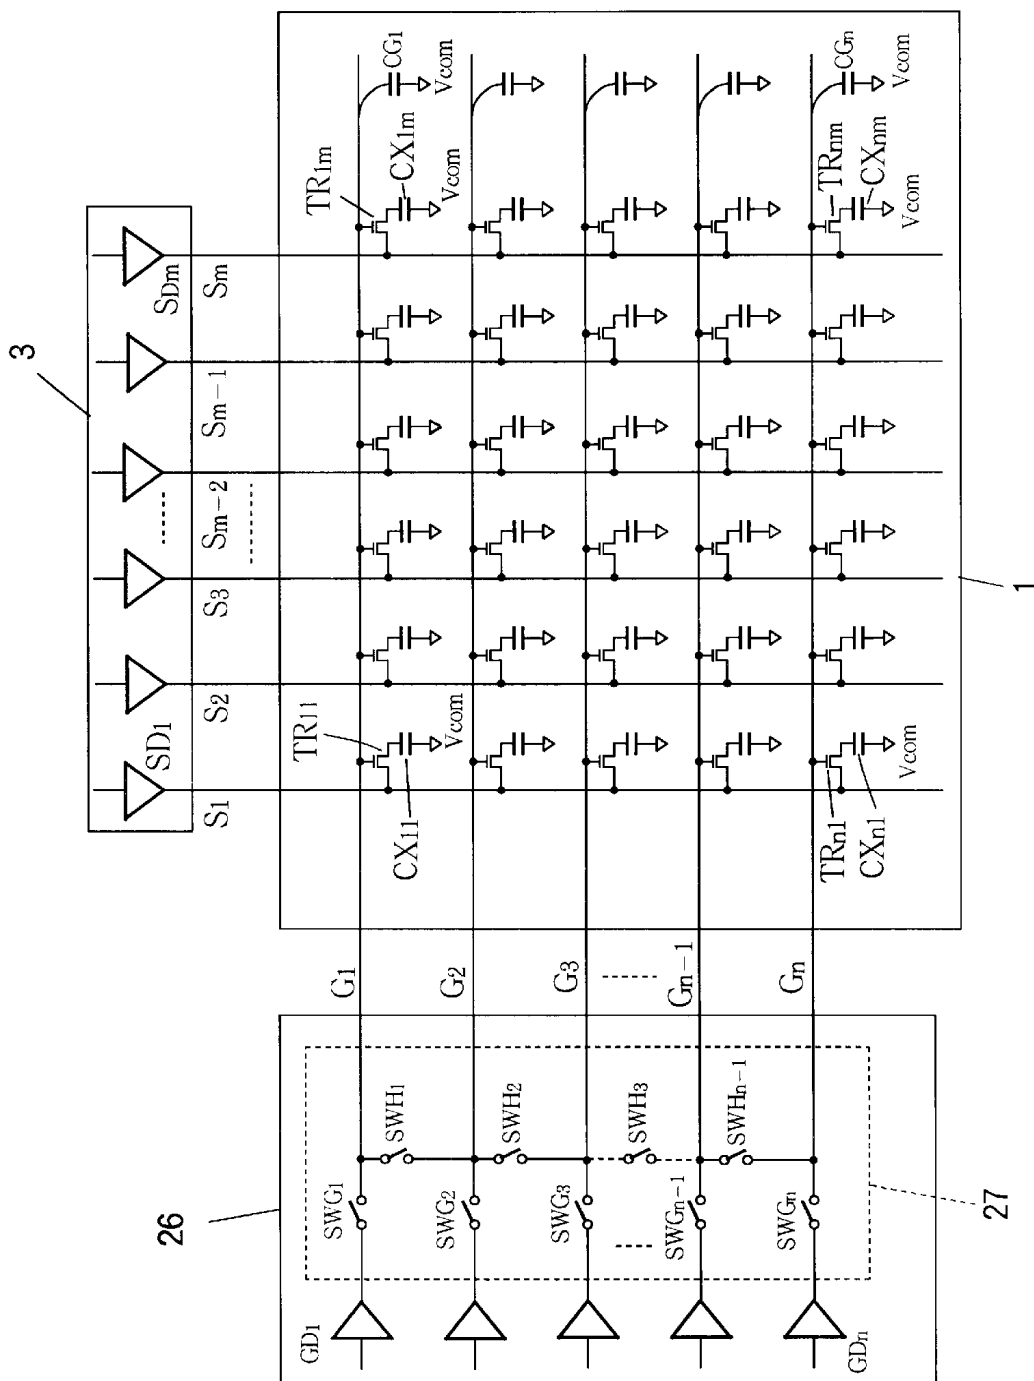 3
SDm
SD1
Sm
Sm-1
Sm-2
S3
S2
S1
CG1
Vcom
TR1m
CX1m
Vcom
TR11
CX11
Vcom
CGn
Vcom
TRnm
CXnm
Vcom
TRn1
CXn1
Vcom
1
G1
G2
G3
Gn-1
Gn
SWH1
SWH2
SWH3
SWHn-1
SWG1
SWG2
SWG3
SWGn-1
SWGn
26
27
GD1
GDn